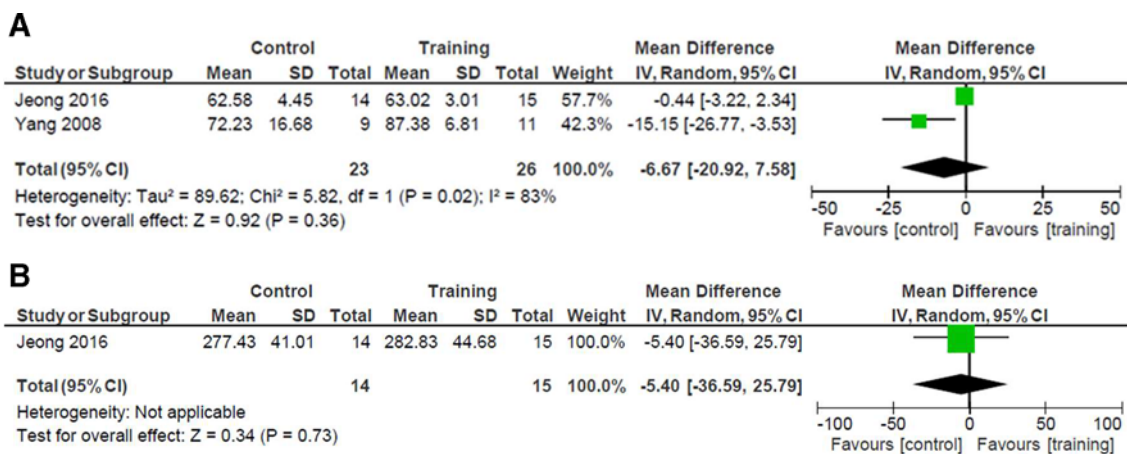 A
Control Training Mean Difference Mean Difference
Study or Subgroup Mean SD Total Mean SD Total Weight IV, Random, 95% CI IV, Random, 95% CI
Jeong 2016 62.58 4.45 14 63.02 3.01 15 57.7% -0.44 [-3.22, 2.34]
Yang 2008 72.23 16.68 9 87.38 6.81 11 42.3% -15.15 [-26.77, -3.53]
Total (95% CI) 23 26 100.0% -6.67 [-20.92, 7.58]
Heterogeneity: Tau² = 89.62; Chi² = 5.82, df = 1 (P = 0.02); I² = 83%
Test for overall effect: Z = 0.92 (P = 0.36)
-50 -25 0 25 50
Favours [control] Favours [training]
B
Control Training Mean Difference Mean Difference
Study or Subgroup Mean SD Total Mean SD Total Weight IV, Random, 95% CI IV, Random, 95% CI
Jeong 2016 277.43 41.01 14 282.83 44.68 15 100.0% -5.40 [-36.59, 25.79]
Total (95% CI) 14 15 100.0% -5.40 [-36.59, 25.79]
Heterogeneity: Not applicable
Test for overall effect: Z = 0.34 (P = 0.73)
-100 -50 0 50 100
Favours [control] Favours [training]